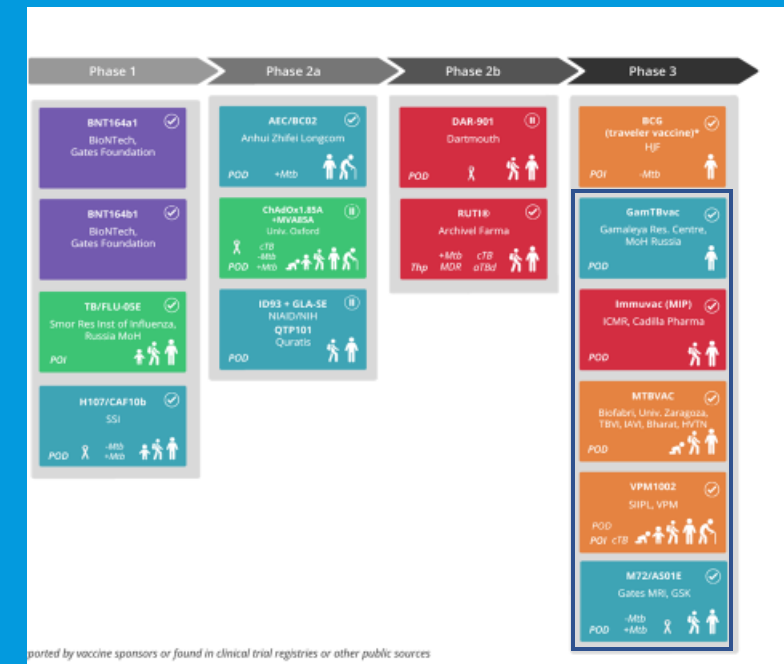 Phase 1
Phase 2a
Phase 2b
Phase 3
BNT164a1
BioNTech,
Gates Foundation
BNT164b1
BioNTech,
Gates Foundation
TB/FLU-05E
Smor Res Inst of Influenza,
Russia MoH
POI
H107/CAF10b
SSI
POD
-Mtb
+Mtb
AEC/BC02
Anhui Zhifei Longcom
POD +Mtb
ChAdOx1.85A
+MVA85A
Univ. Oxford
cTB
-Mtb
POD +Mtb
ID93 + GLA-SE
NIAID/NIH
QTP101
Quratis
POD
DAR-901
Dartmouth
POD
RUTI®
Archivel Farma
+Mtb cTB
Thp MDR aTBd
BCG
(traveler vaccine)*
HJF
POI -Mtb
GamTBvac
Gamaleya Res. Centre,
MoH Russia
POD
Immuvac (MIP)
ICMR, Cadilla Pharma
POD
MTBVAC
Biofabri, Univ. Zaragoza,
TBVI, IAVI, Bharat, HVTN
POD
VPM1002
SIIPL, VPM
POD
POI cTB
M72/AS01E
Gates MRI, GSK
-Mtb
POD +Mtb
ported by vaccine sponsors or found in clinical trial registries or other public sources